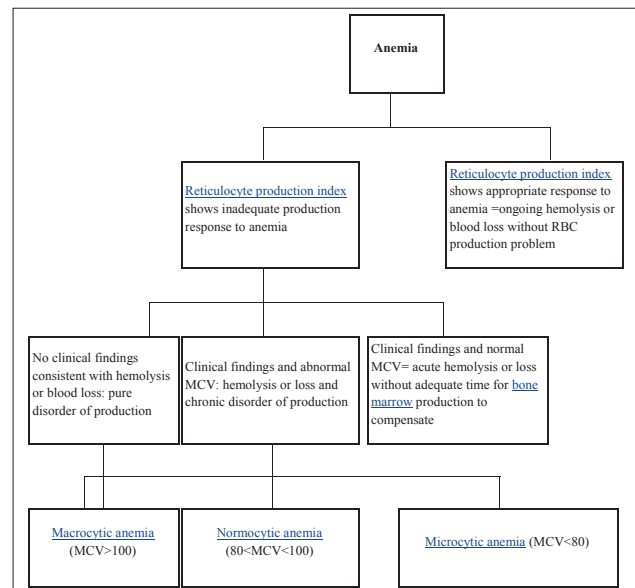 Anemia
Reticulocyte production index
shows inadequate production
response to anemia
Reticulocyte production index
shows appropriate response to
anemia =ongoing hemolysis or
blood loss without RBC
production problem
No clinical findings
consistent with hemolysis
or blood loss: pure
disorder of production
Clinical findings and abnormal
MCV: hemolysis or loss and
chronic disorder of production
Clinical findings and normal
MCV= acute hemolysis or loss
without adequate time for bone
marrow production to
compensate
Macrocytic anemia
(MCV>100)
Normocytic anemia
(80<MCV<100)
Microcytic anemia (MCV<80)